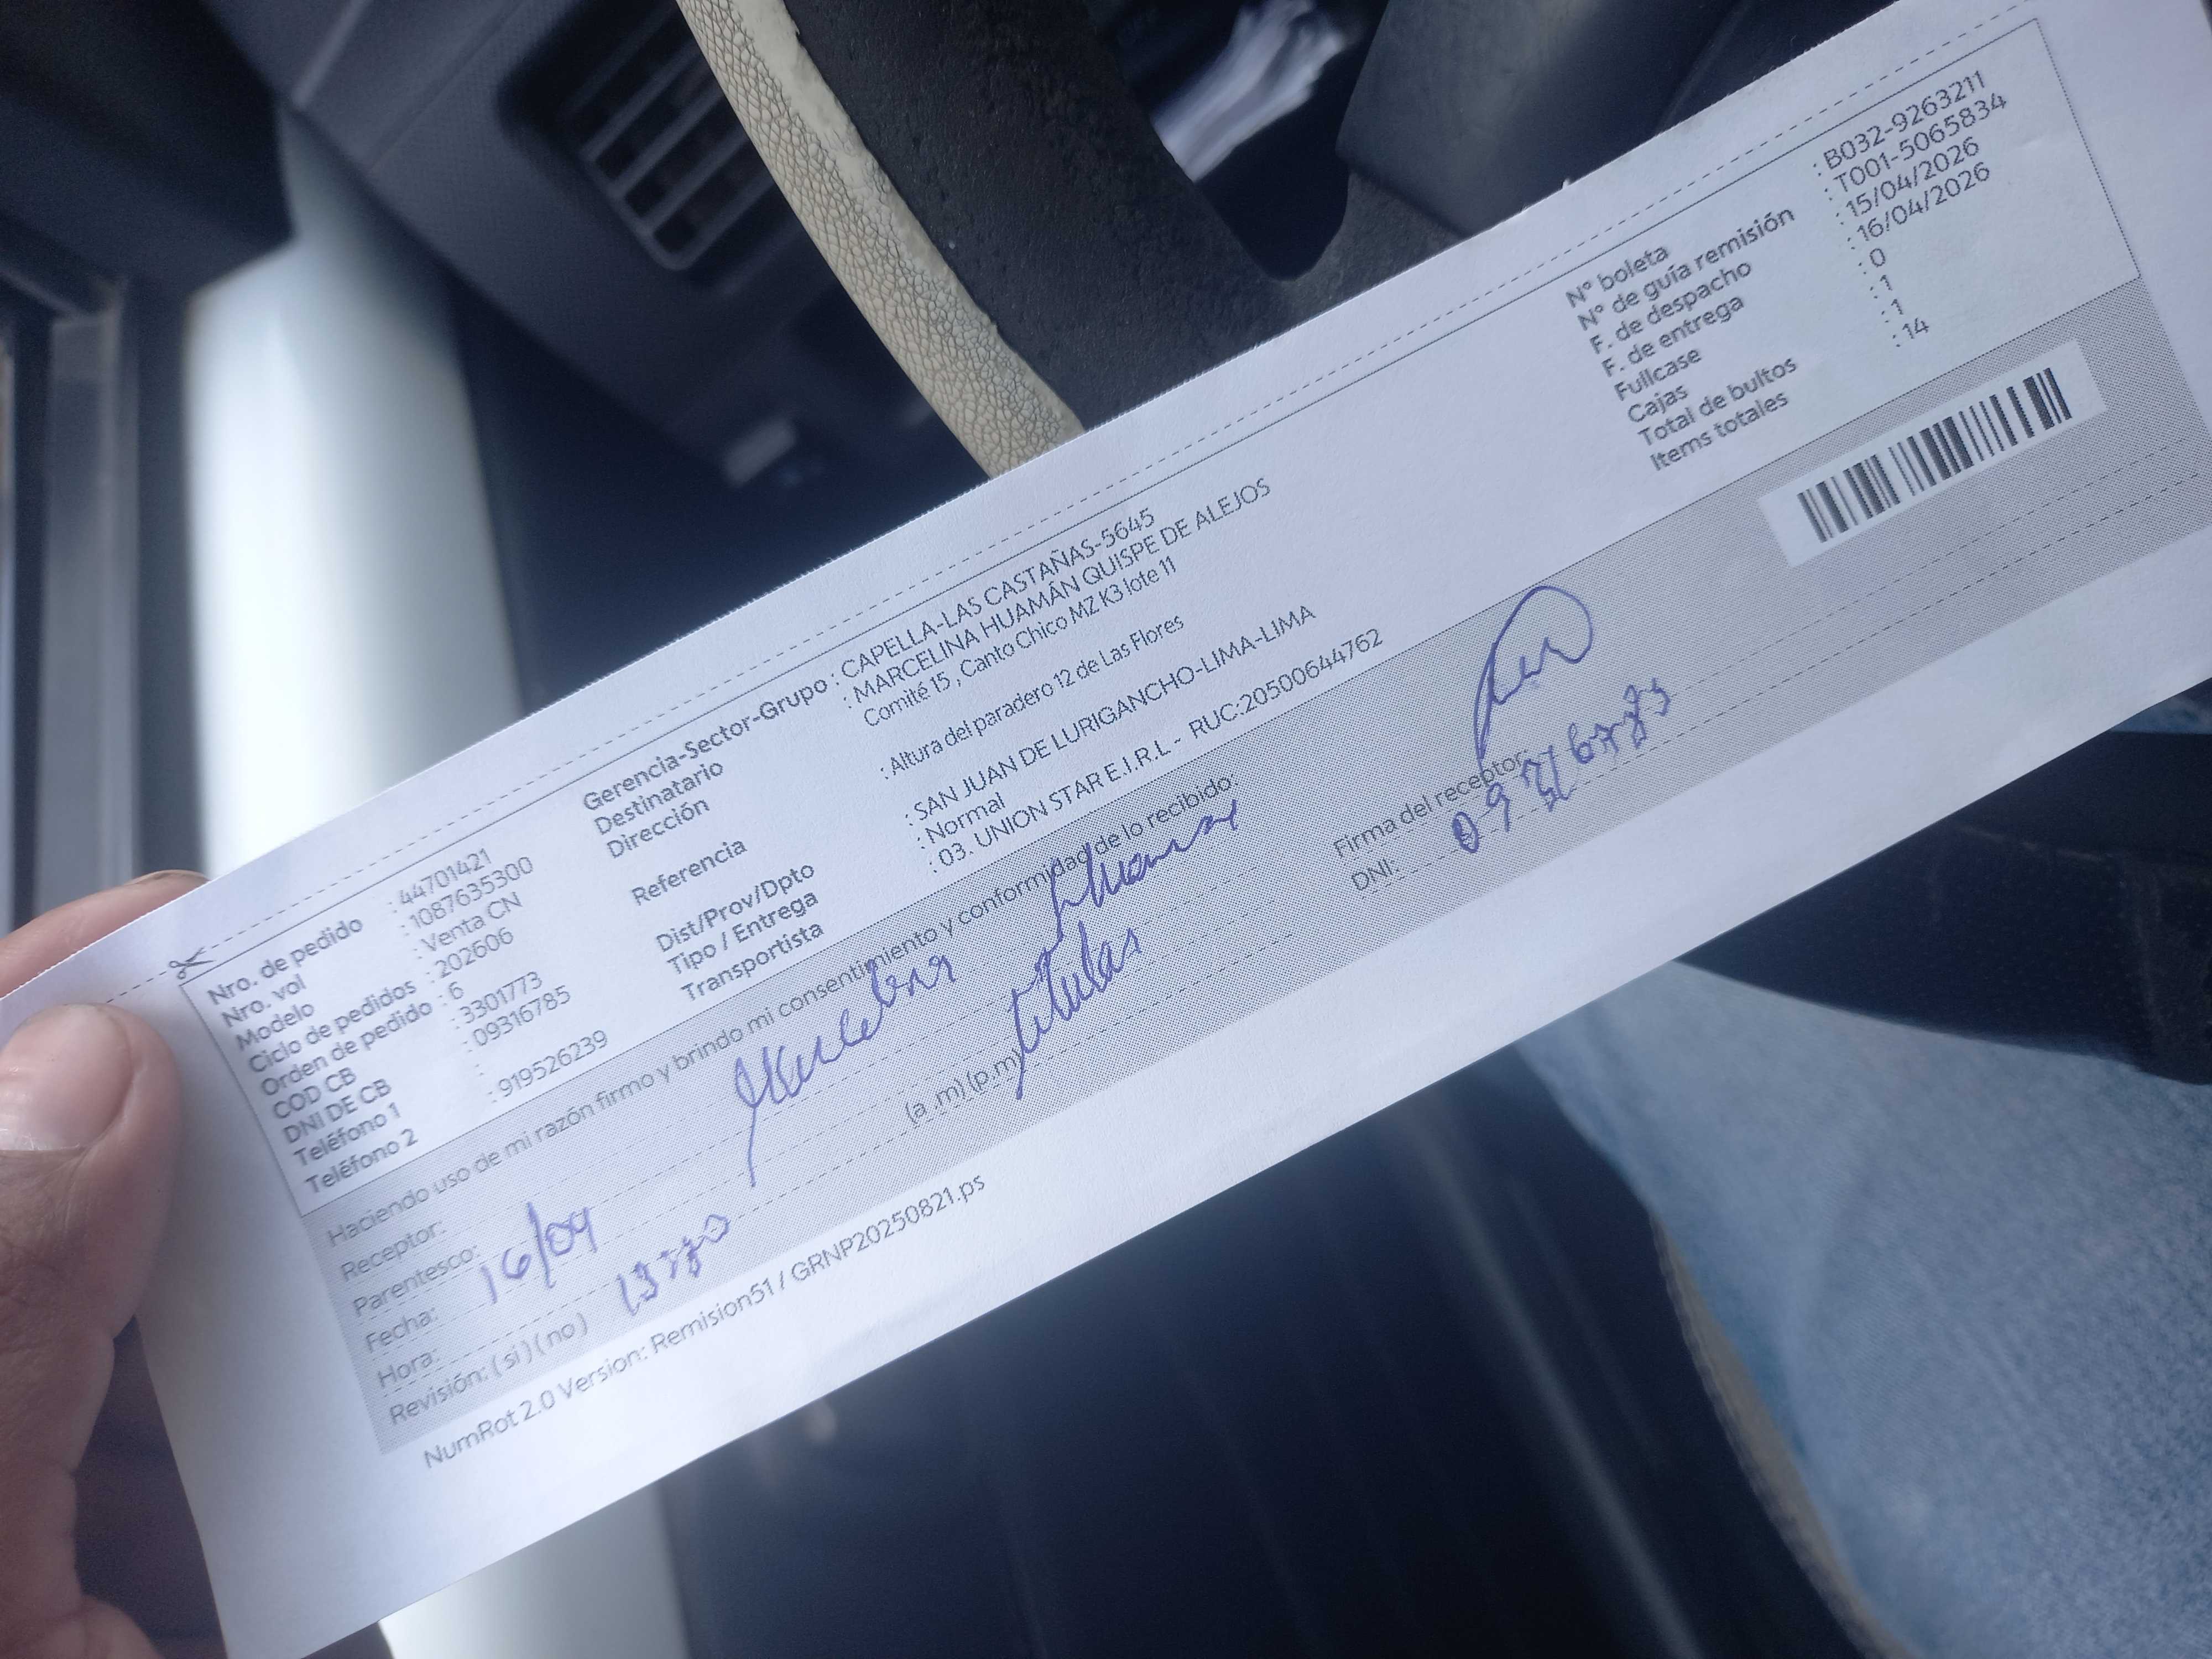 Nro. de pedido : 44701421
Nro. vol : 1087635300
Modelo : Venta CN
Ciclo de pedidos : 202606
Orden de pedido : 6
COD CB : 3301773
DNI DE CB : 09316785
Teléfono 1 :
Teléfono 2 : 919526239
Gerencia-Sector-Grupo : CAPELLA-LAS CASTAÑAS-5645
Destinatario : MARCELINA HUAMÁN QUISPE DE ALEJOS
Dirección Comité 15 , Canto Chico MZ K3 lote 11
Referencia : Altura del paradero 12 de Las Flores
Dist/Prov/Dpto : SAN JUAN DE LURIGANCHO-LIMA-LIMA
Tipo / Entrega : Normal
Transportista : 03. UNION STAR E.I.R.L - RUC:20500644762
N° boleta : B032-9263211
N° de guía remisión : T001-5065834
F. de despacho : 15/04/2026
F. de entrega : 16/04/2026
Fullcase : 0
Cajas : 1
Total de bultos : 1
Items totales : 14
Haciendo uso de mi razón firmo y brindo mi consentimiento y conformidad de lo recibido:
Receptor:
Parentesco:
Fecha: 16/04
Hora: (a .m) (p.m)
Revisión: ( si ) ( no )
Firma del receptor:
DNI:
NumRot 2.0 Version: Remision51 / GRNP20250821.ps